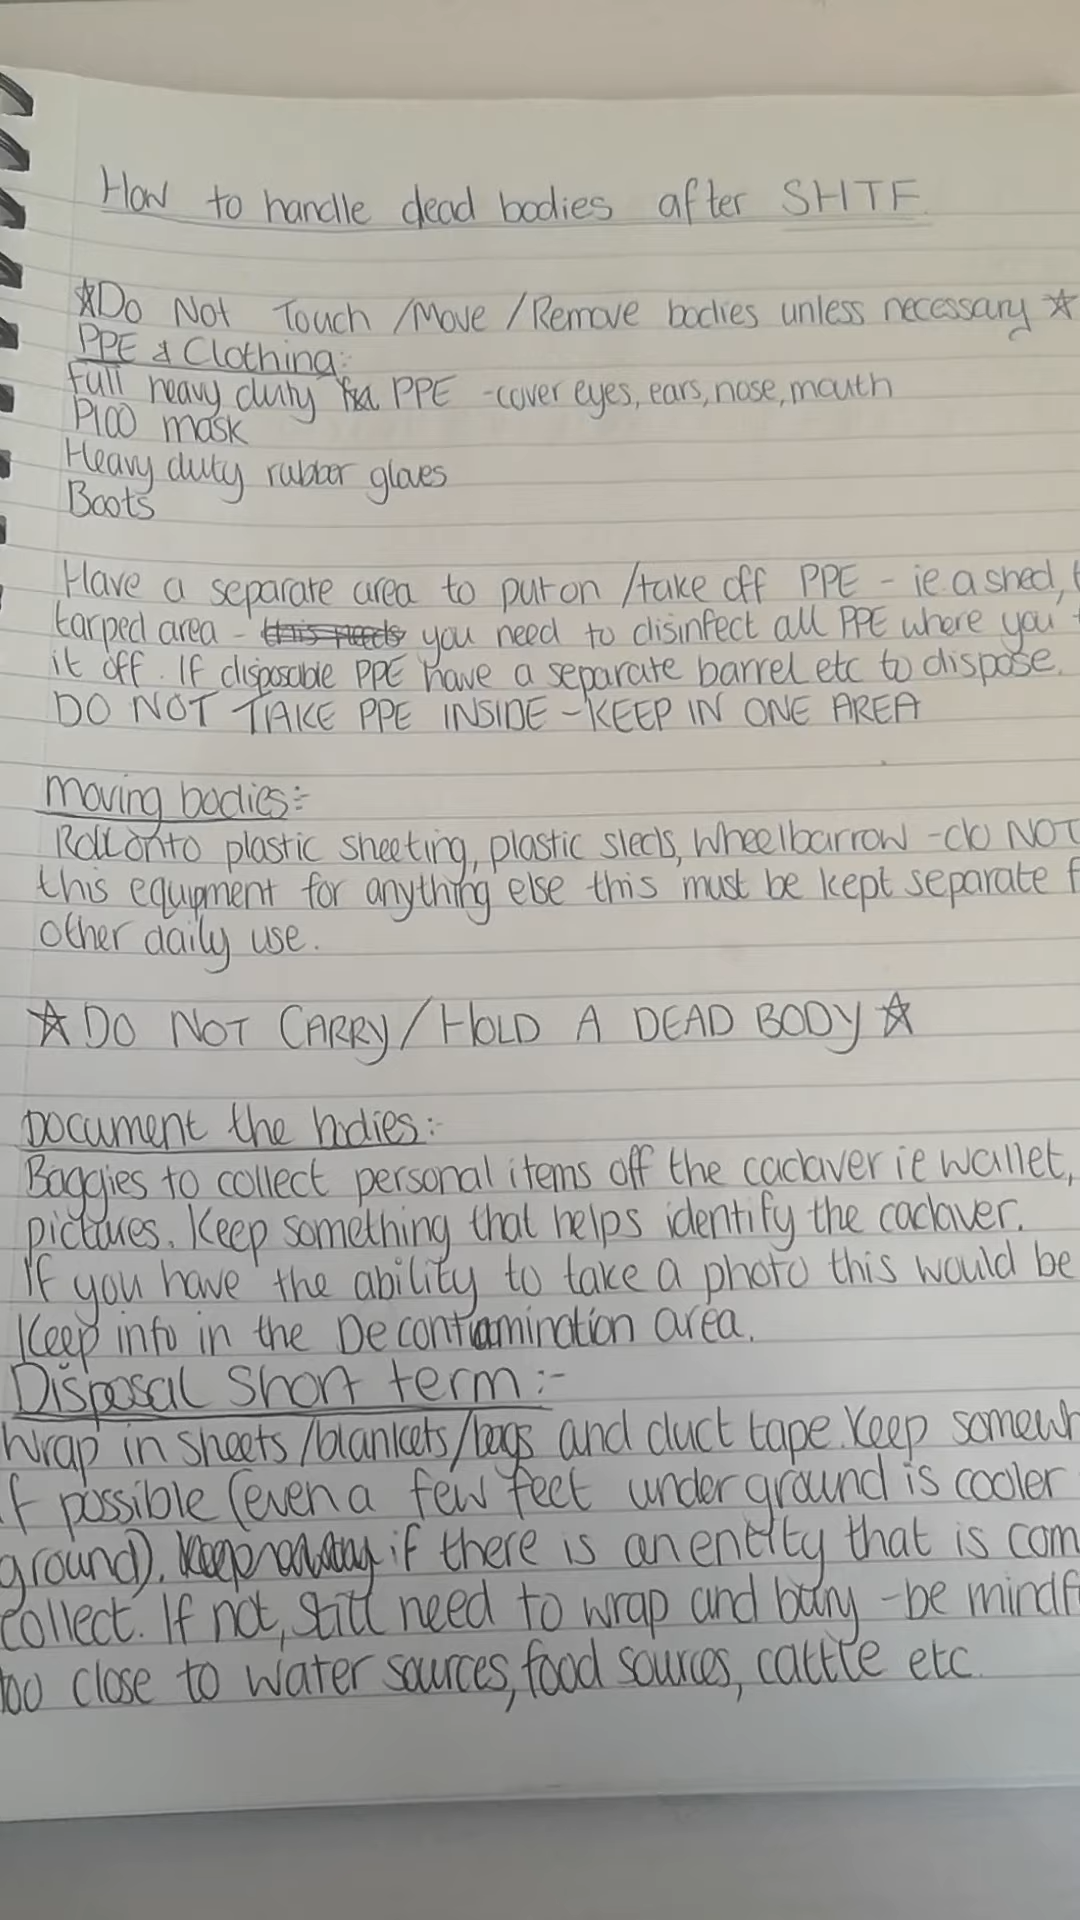 How to handle dead bodies after SHTF.
☆Do Not Touch /Move /Remove bodies unless necessary ☆
PPE & Clothing:
Full heavy duty PPE -cover eyes, ears, nose, mouth
P100 mask
Heavy duty rubber gloves
Boots
Have a separate area to put on /take off PPE - ie a shed,
tarped area - you need to disinfect all PPE where you
it off. If disposable PPE have a separate barrel etc to dispose.
DO NOT TAKE PPE INSIDE - KEEP IN ONE AREA
Moving bodies:-
Roll onto plastic sheeting, plastic sleds, wheelbarrow -do NOT
this equipment for anything else this must be kept separate f
other daily use.
☆ DO NOT CARRY/HOLD A DEAD BODY ☆
Document the bodies:-
Baggies to collect personal items off the cadaver ie wallet,
pictures. Keep something that helps identify the cadaver.
If you have the ability to take a photo this would be
Keep info in the Decontamination area.
Disposal Short term:-
Wrap in sheets /blankets/bags and duct tape. Keep somewh
f possible (even a few feet under ground is cooler
ground). if there is an entity that is com
collect. If not, still need to wrap and bury -be mindf
too close to water sources, food sources, cattle etc.